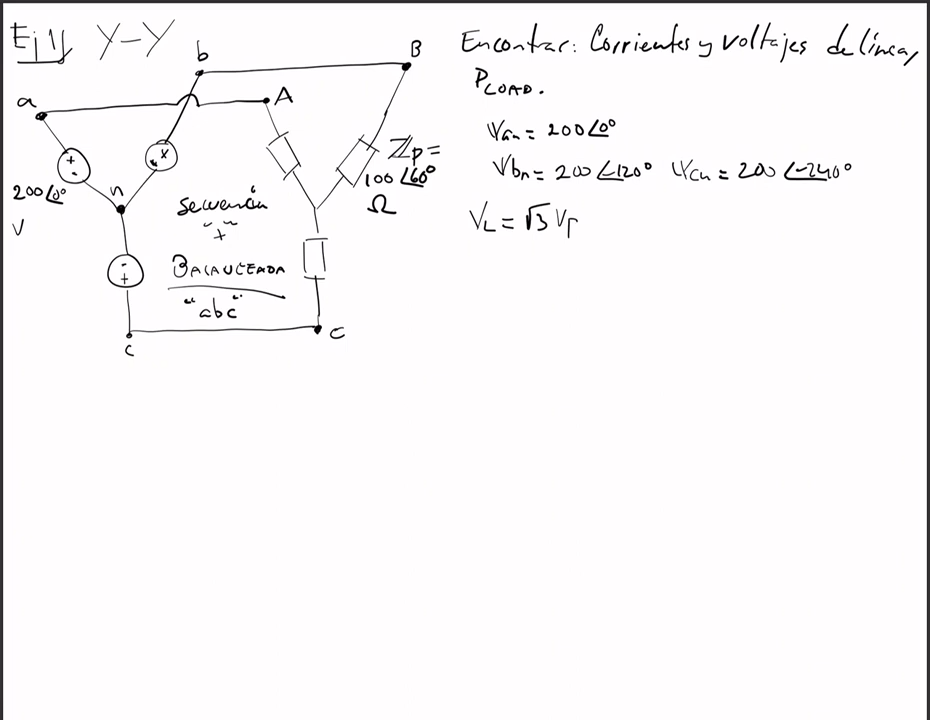 Ej 1) Y-Y
Encontrar: Corrientes y voltajes de línea,
P LOAD.
b
B
a
A
Van = 200∠0°
Vbn = 200∠-120° Vcn = 200∠-240°
VL = √3 Vp
+
-
200∠0°
V
n
Zp =
100∠60°
Ω
secuencia
"+"
BALANCEADA
"abc"
-
+
c
C